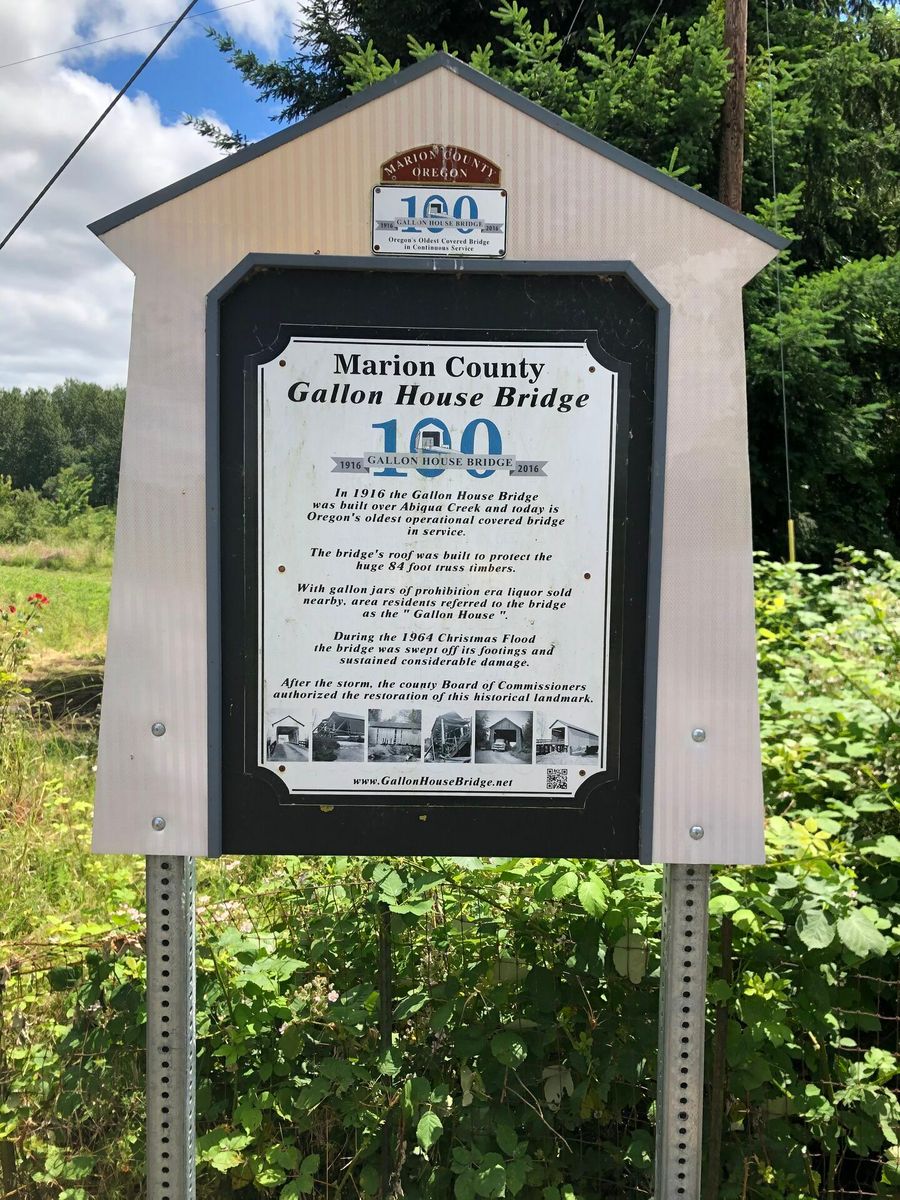 MARION COUNTY
OREGON
100
1916 GALLON HOUSE BRIDGE 2016
Oregon's Oldest Covered Bridge
in Continuous Service
Marion County
Gallon House Bridge
100
1916 GALLON HOUSE BRIDGE 2016
In 1916 the Gallon House Bridge
was built over Abiqua Creek and today is
Oregon's oldest operational covered bridge
in service.
The bridge's roof was built to protect the
huge 84 foot truss timbers.
With gallon jars of prohibition era liquor sold
nearby, area residents referred to the bridge
as the " Gallon House ".
During the 1964 Christmas Flood
the bridge was swept off its footings and
sustained considerable damage.
After the storm, the county Board of Commissioners
authorized the restoration of this historical landmark.
www.GallonHouseBridge.net